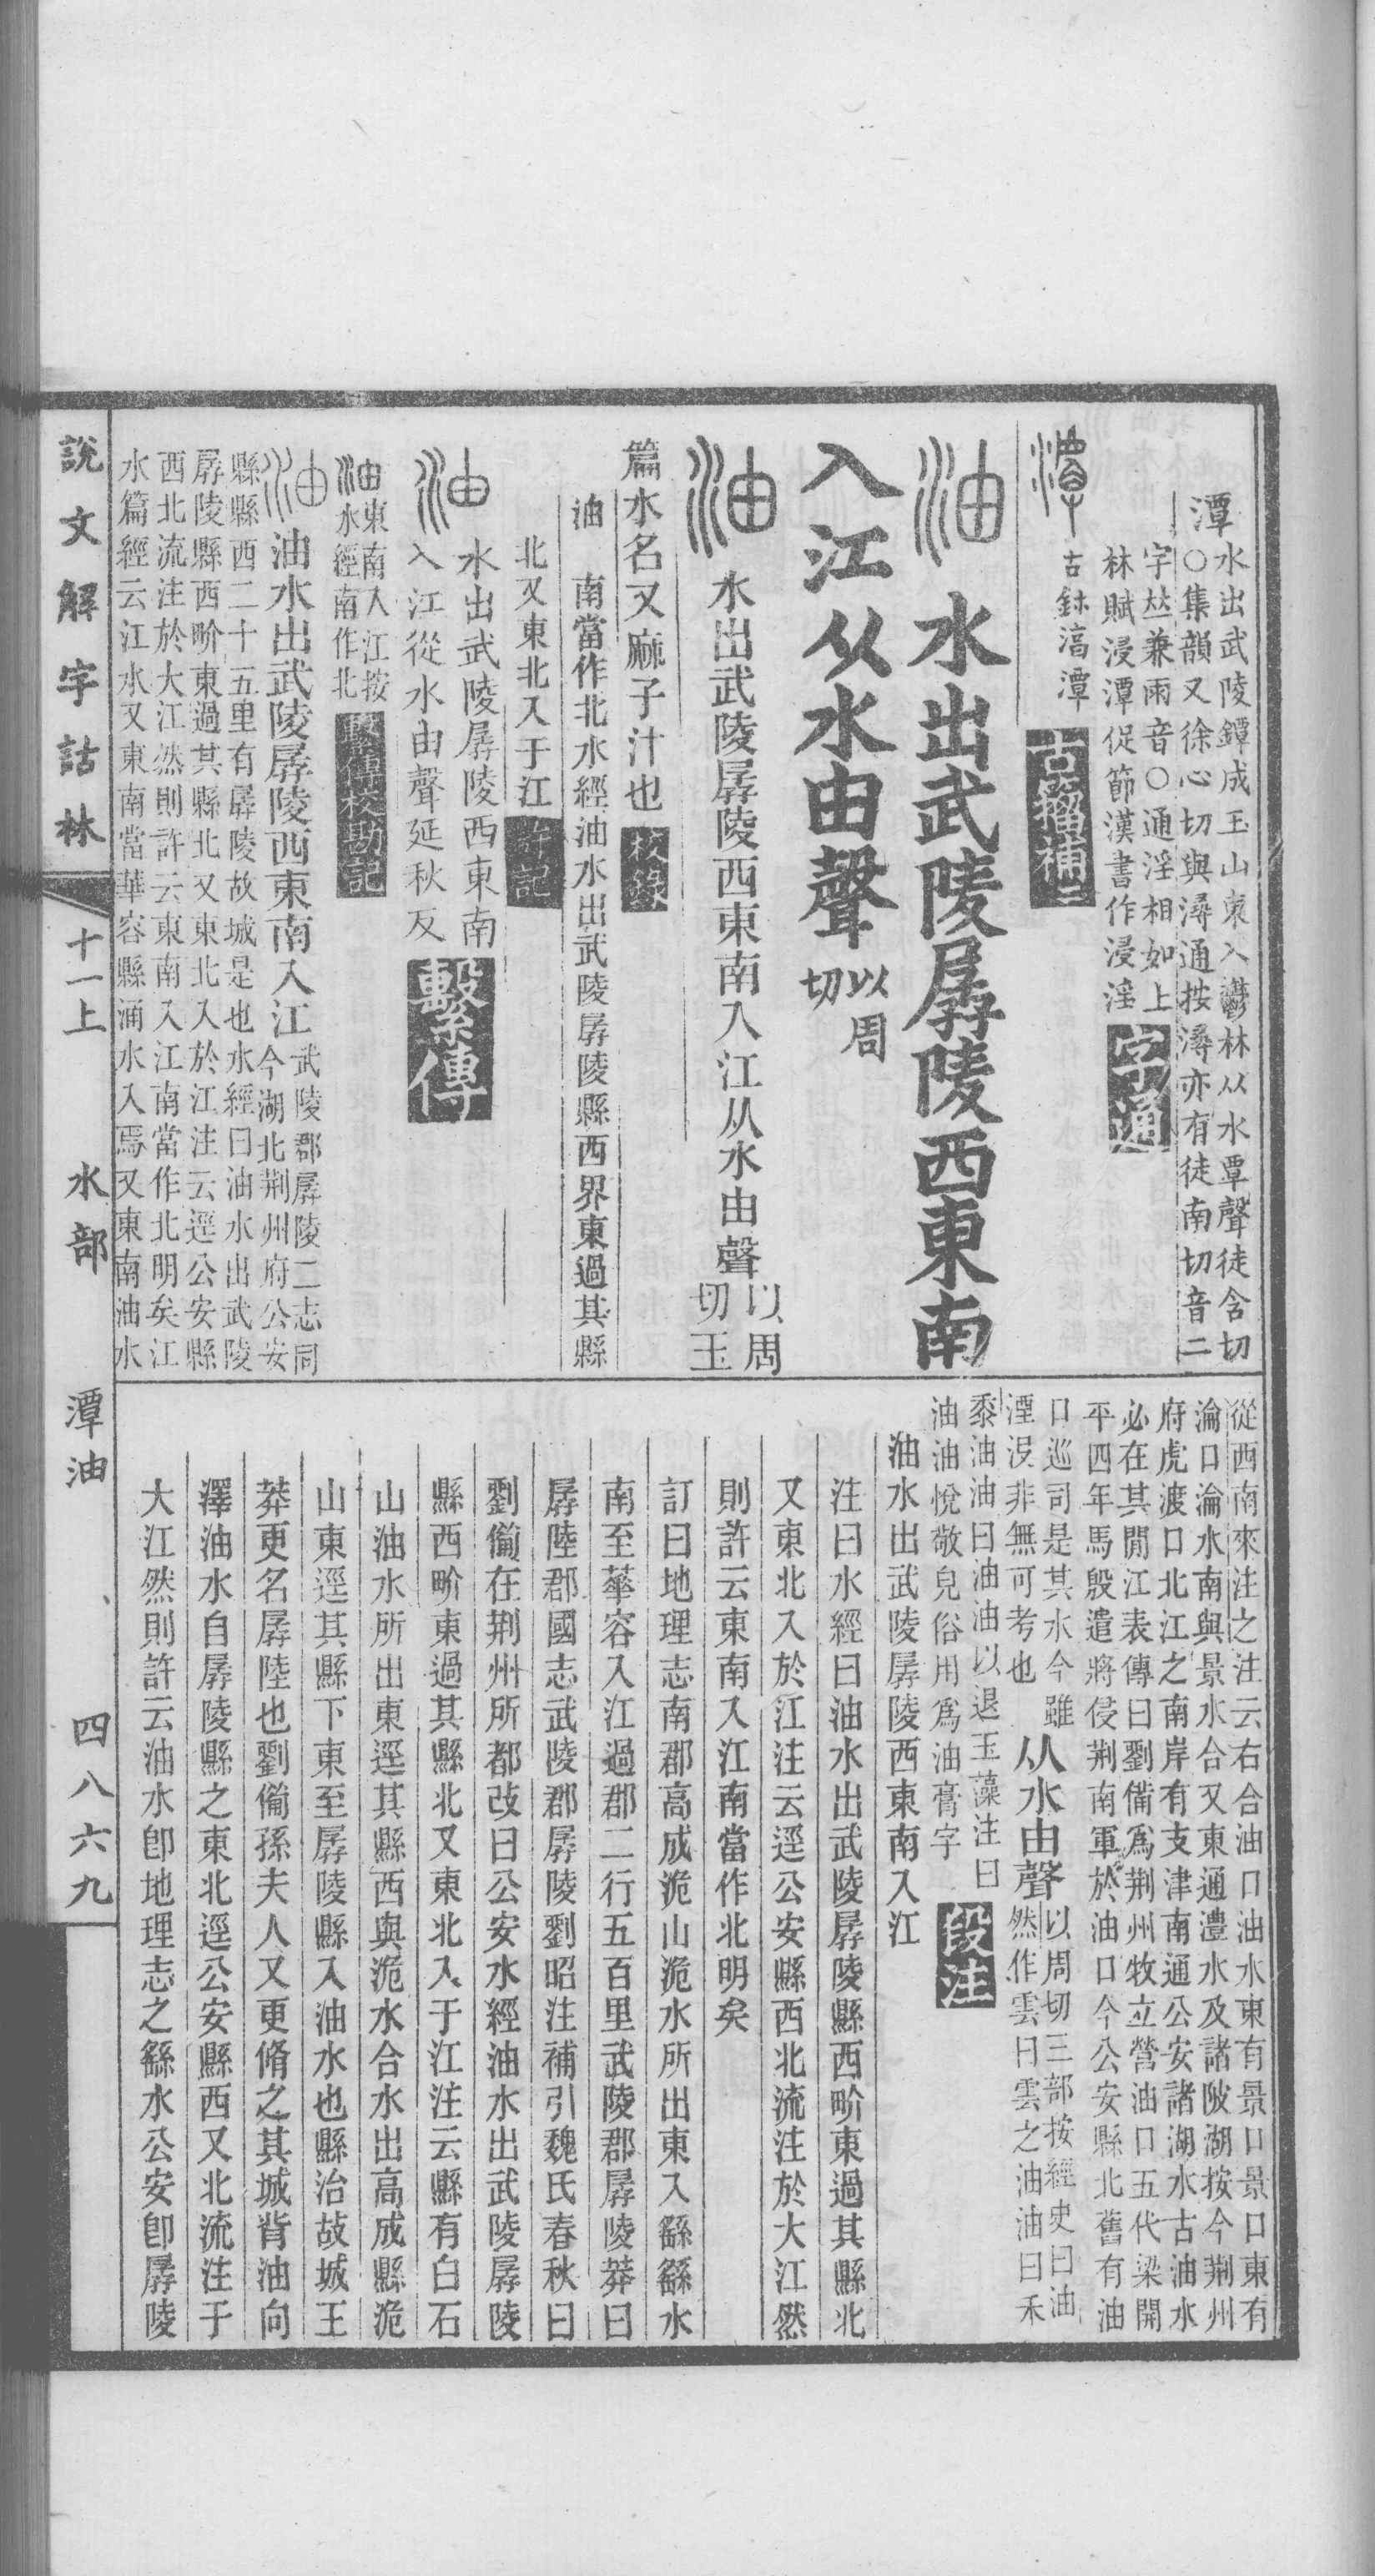 潭水出武陵鐔成玉山東入鬱林从水覃聲徒含切
○集韻又徐心切與潯通按潯亦有徒南切音二
字㚘兼兩音○通淫相如上
林賦浸潭促節漢書作浸淫 字通
古鉨潭 古籀補
油 水出武陵孱陵西東南
入江从水由聲 以周切
油 水出武陵孱陵西東南入江从水由聲 以周切 玉
篇水名又麻子汁也 校錄
油 南當作北水經油水出武陵孱陵縣西界東過其縣
北又東北入于江 許記
油 水出武陵孱陵西東南
入江從水由聲延秋反 繫傳
油 東南入江按
水經南作北 繫傳校勘記
油 油水出武陵孱陵西東南入江 武陵郡孱陵二志同
今湖北荆州府公安
縣縣西二十五里有孱陵故城是也水經曰油水出武陵
孱陵縣西畍東過其縣北又東北入於江注云逕公安縣
西北流注於大江然則許云東南入江南當作北明矣江
水篇經云江水又東南當華容縣涌水入焉又東南油水
從西南來注之注云右合油口油水東有景口景口東有
淪口淪水南與景水合又東通澧水及諸陂湖按今荆州
府虎渡口北江之南岸有支津南通公安諸湖水古油水
必在其閒江表傳曰劉備爲荆州牧立營油口五代梁開
平四年馬殷遣將侵荆南軍於油口今公安縣北舊有油
口巡司是其水今雖
湮没非無可考也 从水由聲 以周切三部按經史曰油
然作雲曰雲之油油曰禾
黍油油曰油油以退玉藻注曰
油油悅敬皃俗用爲油膏字 段注
油水出武陵孱陵西東南入江
注曰水經曰油水出武陵孱陵縣西畍東過其縣北
又東北入於江注云逕公安縣西北流注於大江然
則許云東南入江南當作北明矣
訂曰地理志南郡高成洈山洈水所出東入繇繇水
南至華容入江過郡二行五百里武陵郡孱陵莽曰
孱陸郡國志武陵郡孱陵劉昭注補引魏氏春秋曰
劉備在荆州所都改曰公安水經油水出武陵孱陵
縣西畍東過其縣北又東北入于江注云縣有白石
山油水所出東逕其縣西與洈水合水出高成縣洈
山東逕其縣下東至孱陵縣入油水也縣治故城王
莽更名孱陸也劉備孫夫人又更脩之其城背油向
澤油水自孱陵縣之東北逕公安縣西又北流注于
大江然則許云油水卽地理志之繇水公安卽孱陵
說文解字詁林 十一上 水部 潭油 四八六九